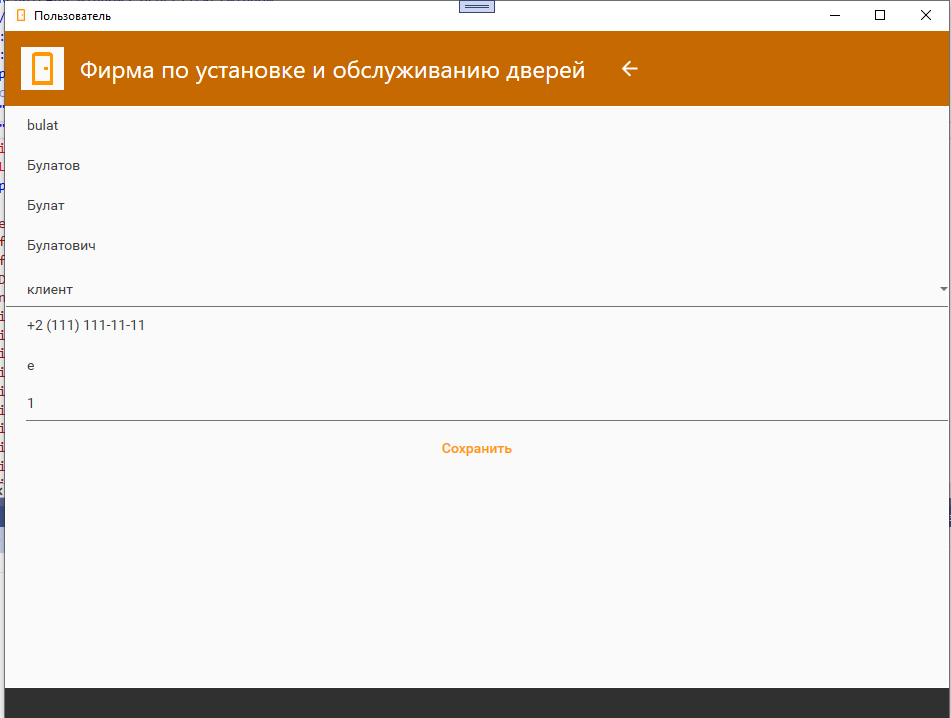 Пользователь
Фирма по установке и обслуживанию дверей
bulat
Булатов
Булат
Булатович
клиент
+2 (111) 111-11-11
e
1
Сохранить